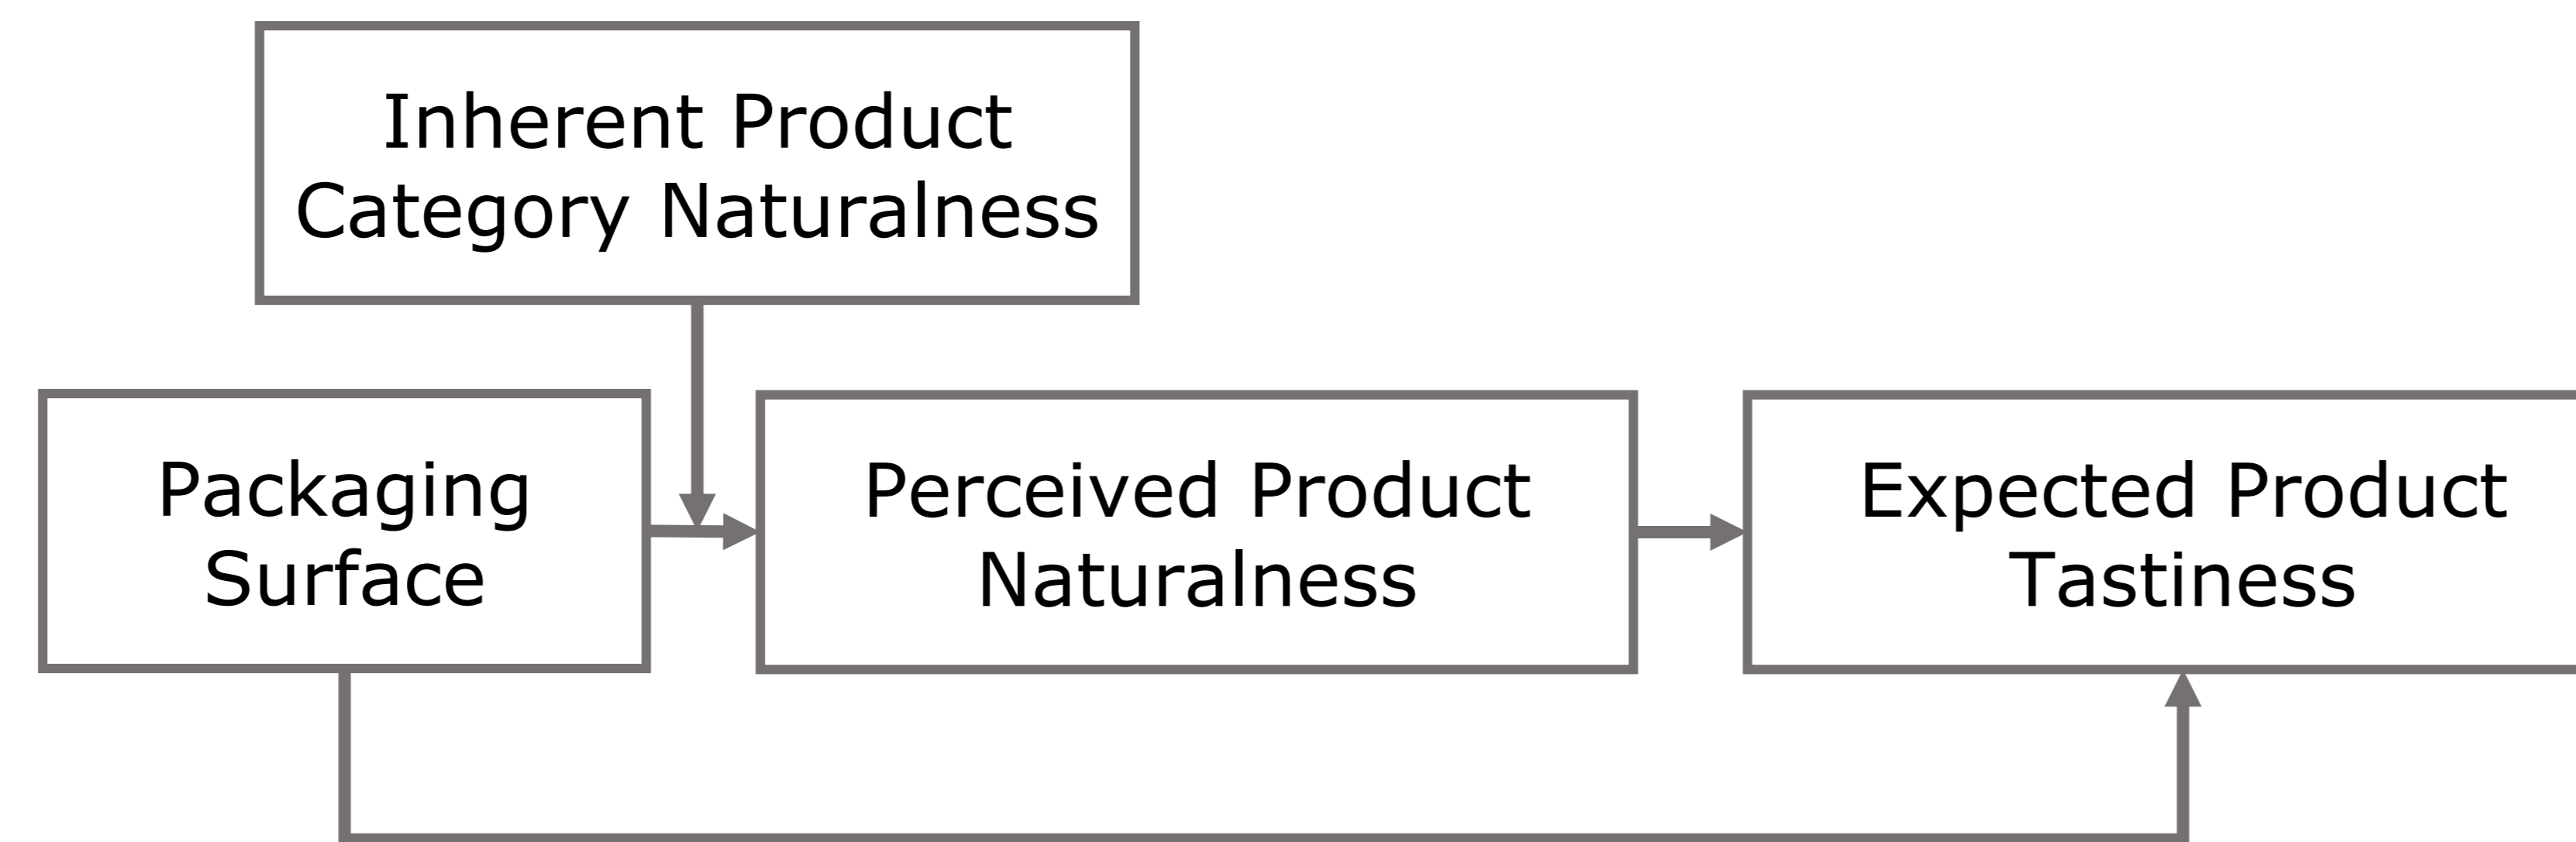 Inherent Product
Category Naturalness
Packaging
Surface
Perceived Product
Naturalness
Expected Product
Tastiness